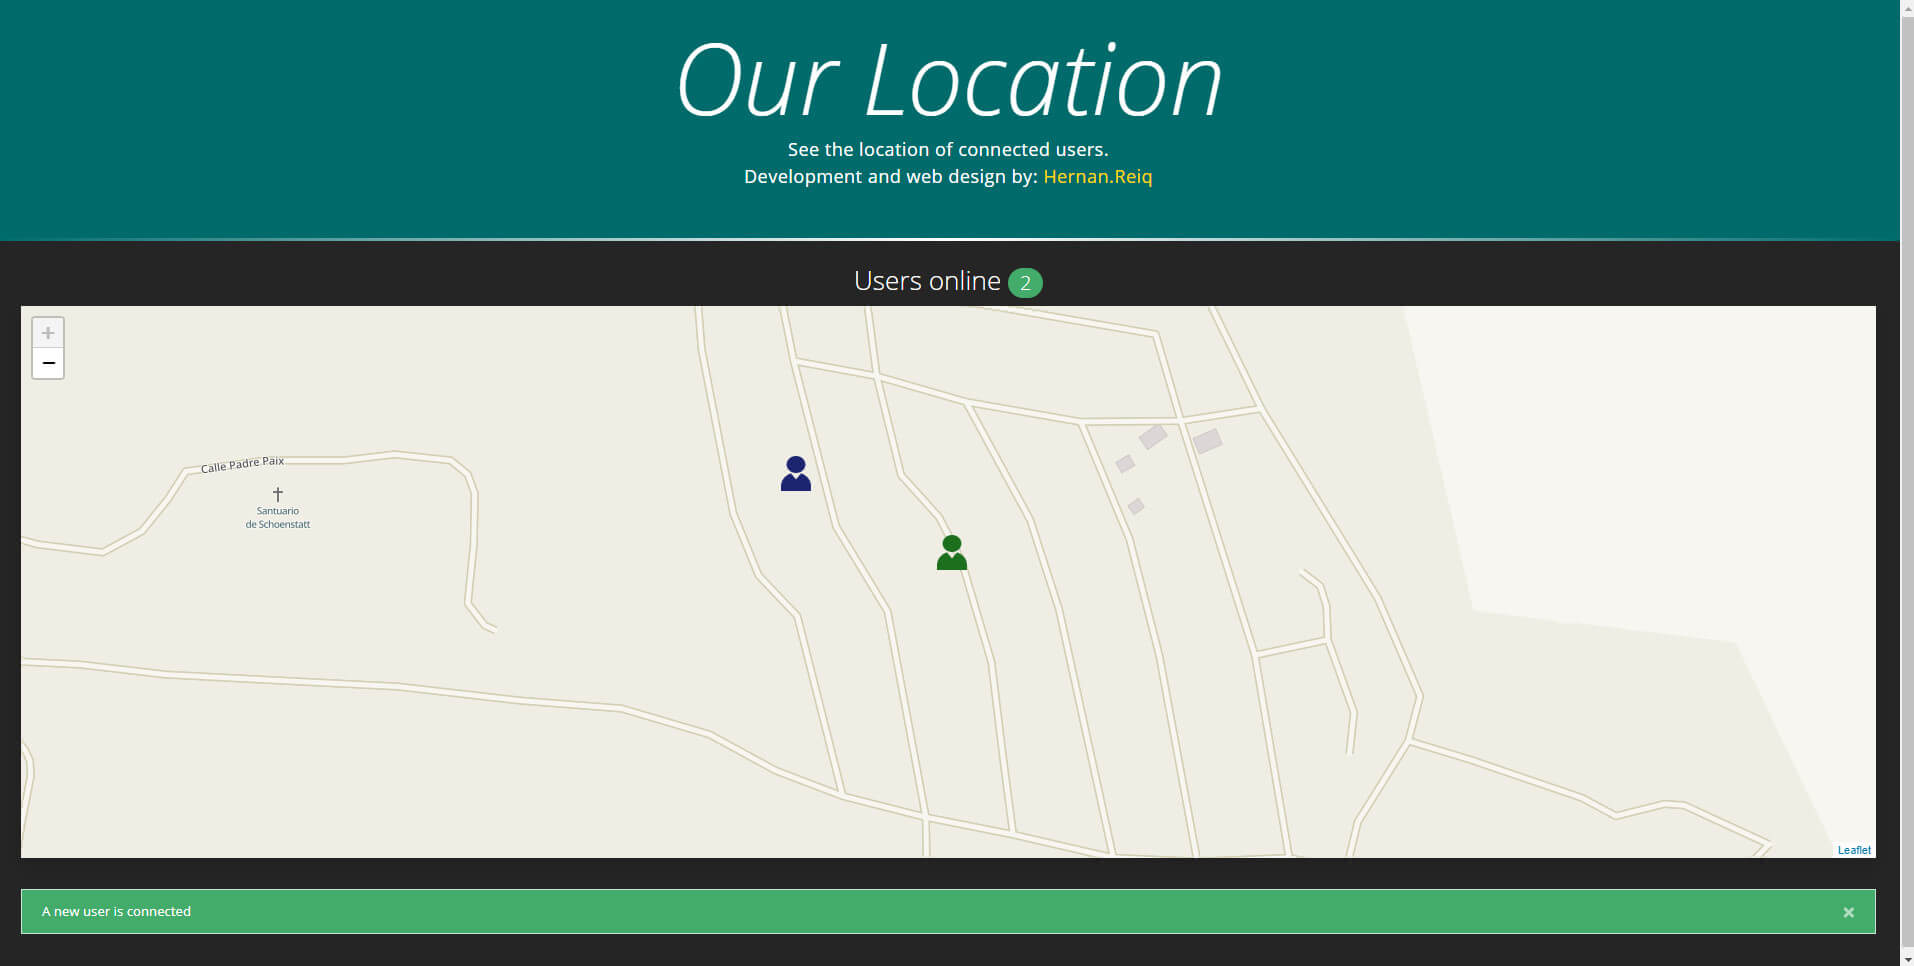 Our Location
See the location of connected users.
Development and web design by: Hernan.Reiq
Users online 2
+
−
Calle Padre Paix
Santuario
de Schoenstatt
Leaflet
A new user is connected ×